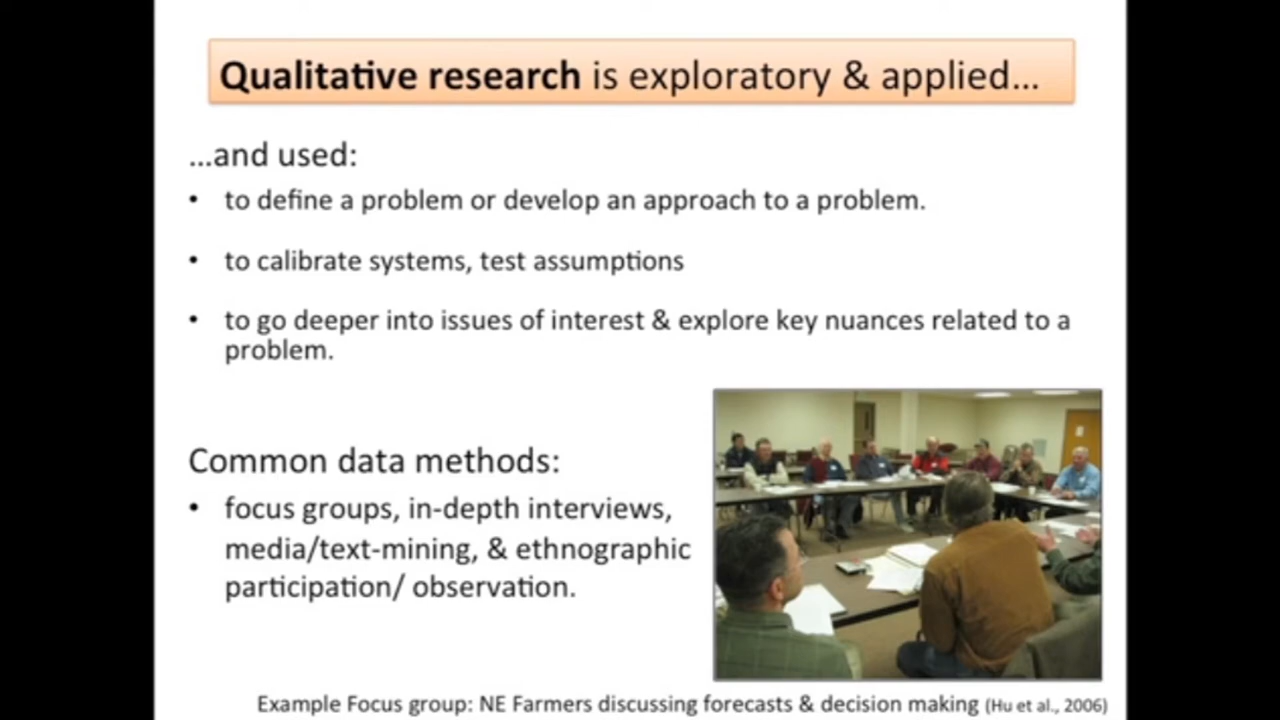 Qualitative research is exploratory & applied...
...and used:
• to define a problem or develop an approach to a problem.
• to calibrate systems, test assumptions
• to go deeper into issues of interest & explore key nuances related to a
problem.
Common data methods:
• focus groups, in-depth interviews,
media/text-mining, & ethnographic
participation/ observation.
Example Focus group: NE Farmers discussing forecasts & decision making (Hu et al., 2006)